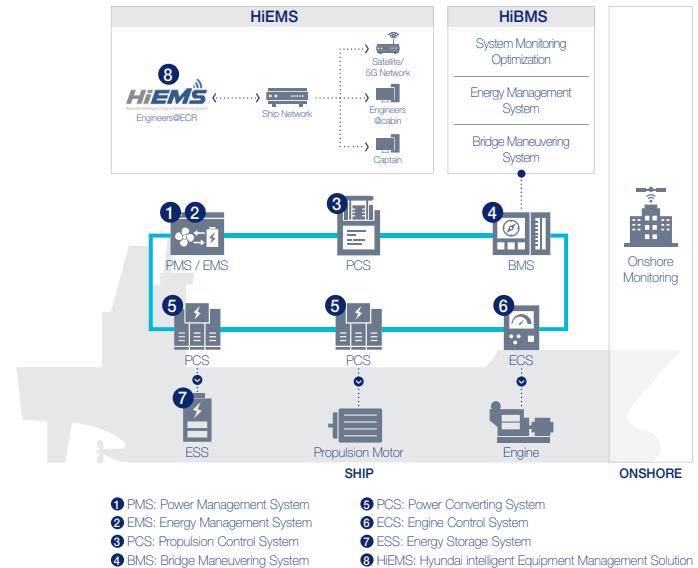 HiEMS
HiBMS
8
HiEMS
Engineers@ECR
Ship Network
Satellite/
5G Network
Engineers
@cabin
Captain
System Monitoring
Optimization
Energy Management
System
Bridge Maneuvering
System
1 2
PMS / EMS
3
PCS
4
BMS
Onshore
Monitoring
5
PCS
5
PCS
6
ECS
7
ESS
Propulsion Motor
Engine
SHIP
ONSHORE
1 PMS: Power Management System
2 EMS: Energy Management System
3 PCS: Propulsion Control System
4 BMS: Bridge Maneuvering System
5 PCS: Power Converting System
6 ECS: Engine Control System
7 ESS: Energy Storage System
8 HiEMS: Hyundai intelligent Equipment Management Solution